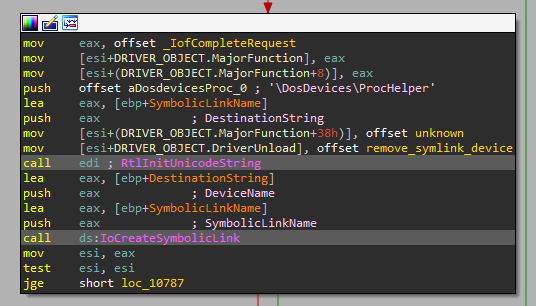 mov eax, offset _IofCompleteRequest
mov [esi+DRIVER_OBJECT.MajorFunction], eax
mov [esi+(DRIVER_OBJECT.MajorFunction+8)], eax
push offset aDosdevicesProc_0 ; '\DosDevices\ProcHelper'
lea eax, [ebp+SymbolicLinkName]
push eax ; DestinationString
mov [esi+(DRIVER_OBJECT.MajorFunction+38h)], offset unknown
mov [esi+DRIVER_OBJECT.DriverUnload], offset remove_symlink_device
call edi ; RtlInitUnicodeString
lea eax, [ebp+DestinationString]
push eax ; DeviceName
lea eax, [ebp+SymbolicLinkName]
push eax ; SymbolicLinkName
call ds:IoCreateSymbolicLink
mov esi, eax
test esi, esi
jge short loc_10787